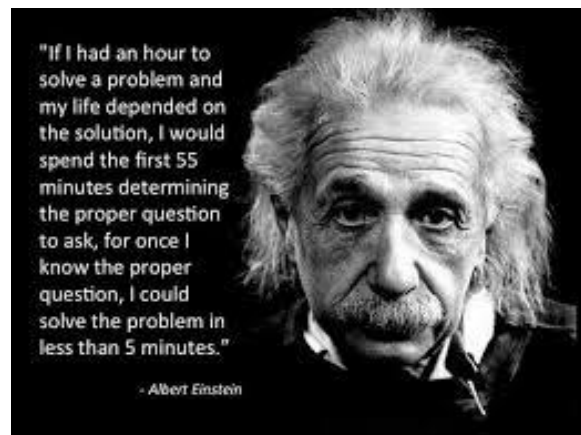 "If I had an hour to
solve a problem and
my life depended on
the solution, I would
spend the first 55
minutes determining
the proper question
to ask, for once I
know the proper
question, I could
solve the problem in
less than 5 minutes."
- Albert Einstein